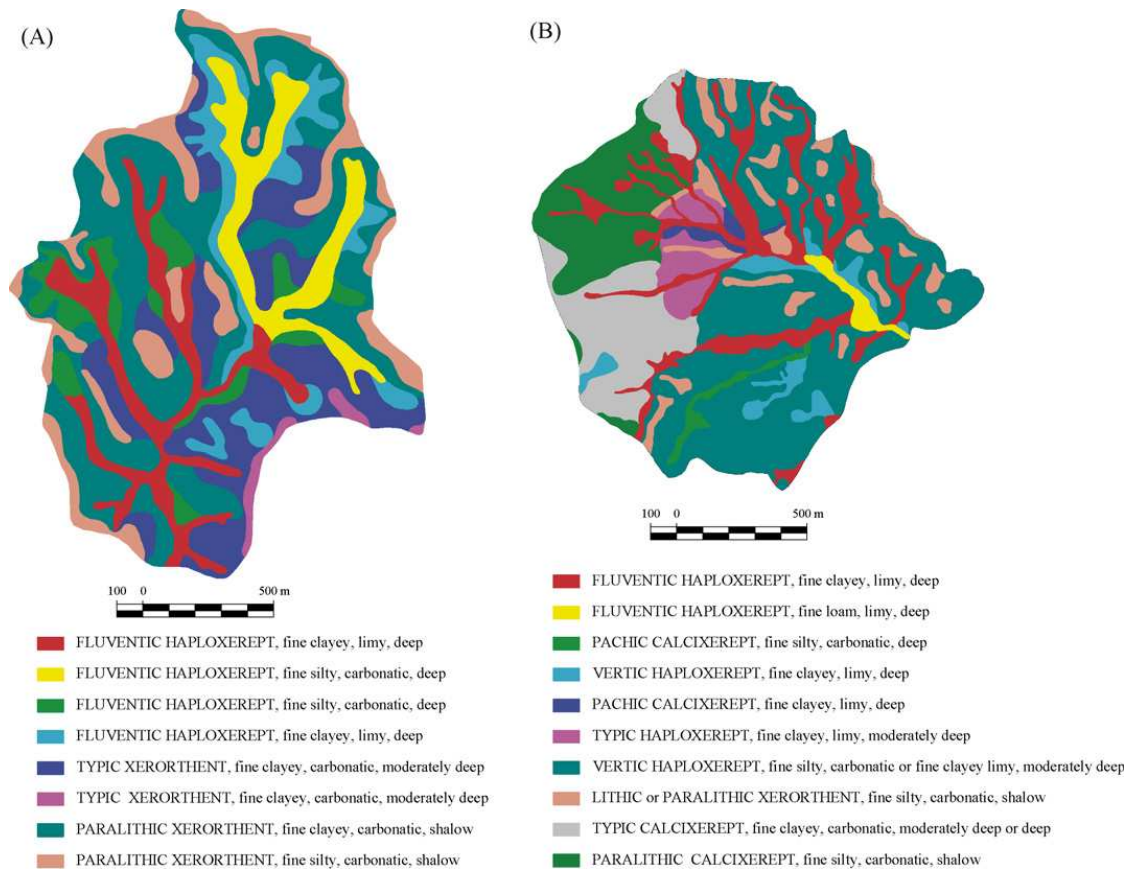 (A)
100 0 500 m
FLUVENTIC HAPLOXEREPT, fine clayey, limy, deep
FLUVENTIC HAPLOXEREPT, fine silty, carbonatic, deep
FLUVENTIC HAPLOXEREPT, fine silty, carbonatic, deep
FLUVENTIC HAPLOXEREPT, fine clayey, limy, deep
TYPIC XERORTHENT, fine clayey, carbonatic, moderately deep
TYPIC XERORTHENT, fine clayey, carbonatic, moderately deep
PARALITHIC XERORTHENT, fine clayey, carbonatic, shalow
PARALITHIC XERORTHENT, fine silty, carbonatic, shalow
(B)
100 0 500 m
FLUVENTIC HAPLOXEREPT, fine clayey, limy, deep
FLUVENTIC HAPLOXEREPT, fine loam, limy, deep
PACHIC CALCIXEREPT, fine silty, carbonatic, deep
VERTIC HAPLOXEREPT, fine clayey, limy, deep
PACHIC CALCIXEREPT, fine clayey, limy, deep
TYPIC HAPLOXEREPT, fine clayey, limy, moderately deep
VERTIC HAPLOXEREPT, fine silty, carbonatic or fine clayey limy, moderately deep
LITHIC or PARALITHIC XERORTHENT, fine silty, carbonatic, shalow
TYPIC CALCIXEREPT, fine clayey, carbonatic, moderately deep or deep
PARALITHIC CALCIXEREPT, fine silty, carbonatic, shalow